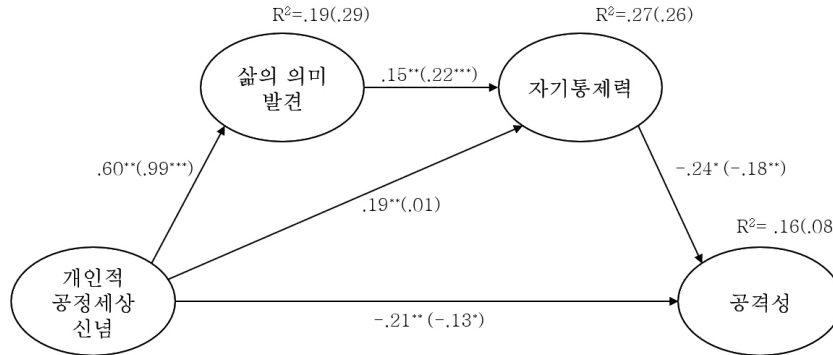 R²=.19(.29)
R²=.27(.26)
삶의 의미
발견
.15**(.22***)
자기통제력
.60**(.99***)
.19**(.01)
-.24*(-.18**)
R²= .16(.08
개인적
공정세상
신념
공격성
-.21**(-.13*)